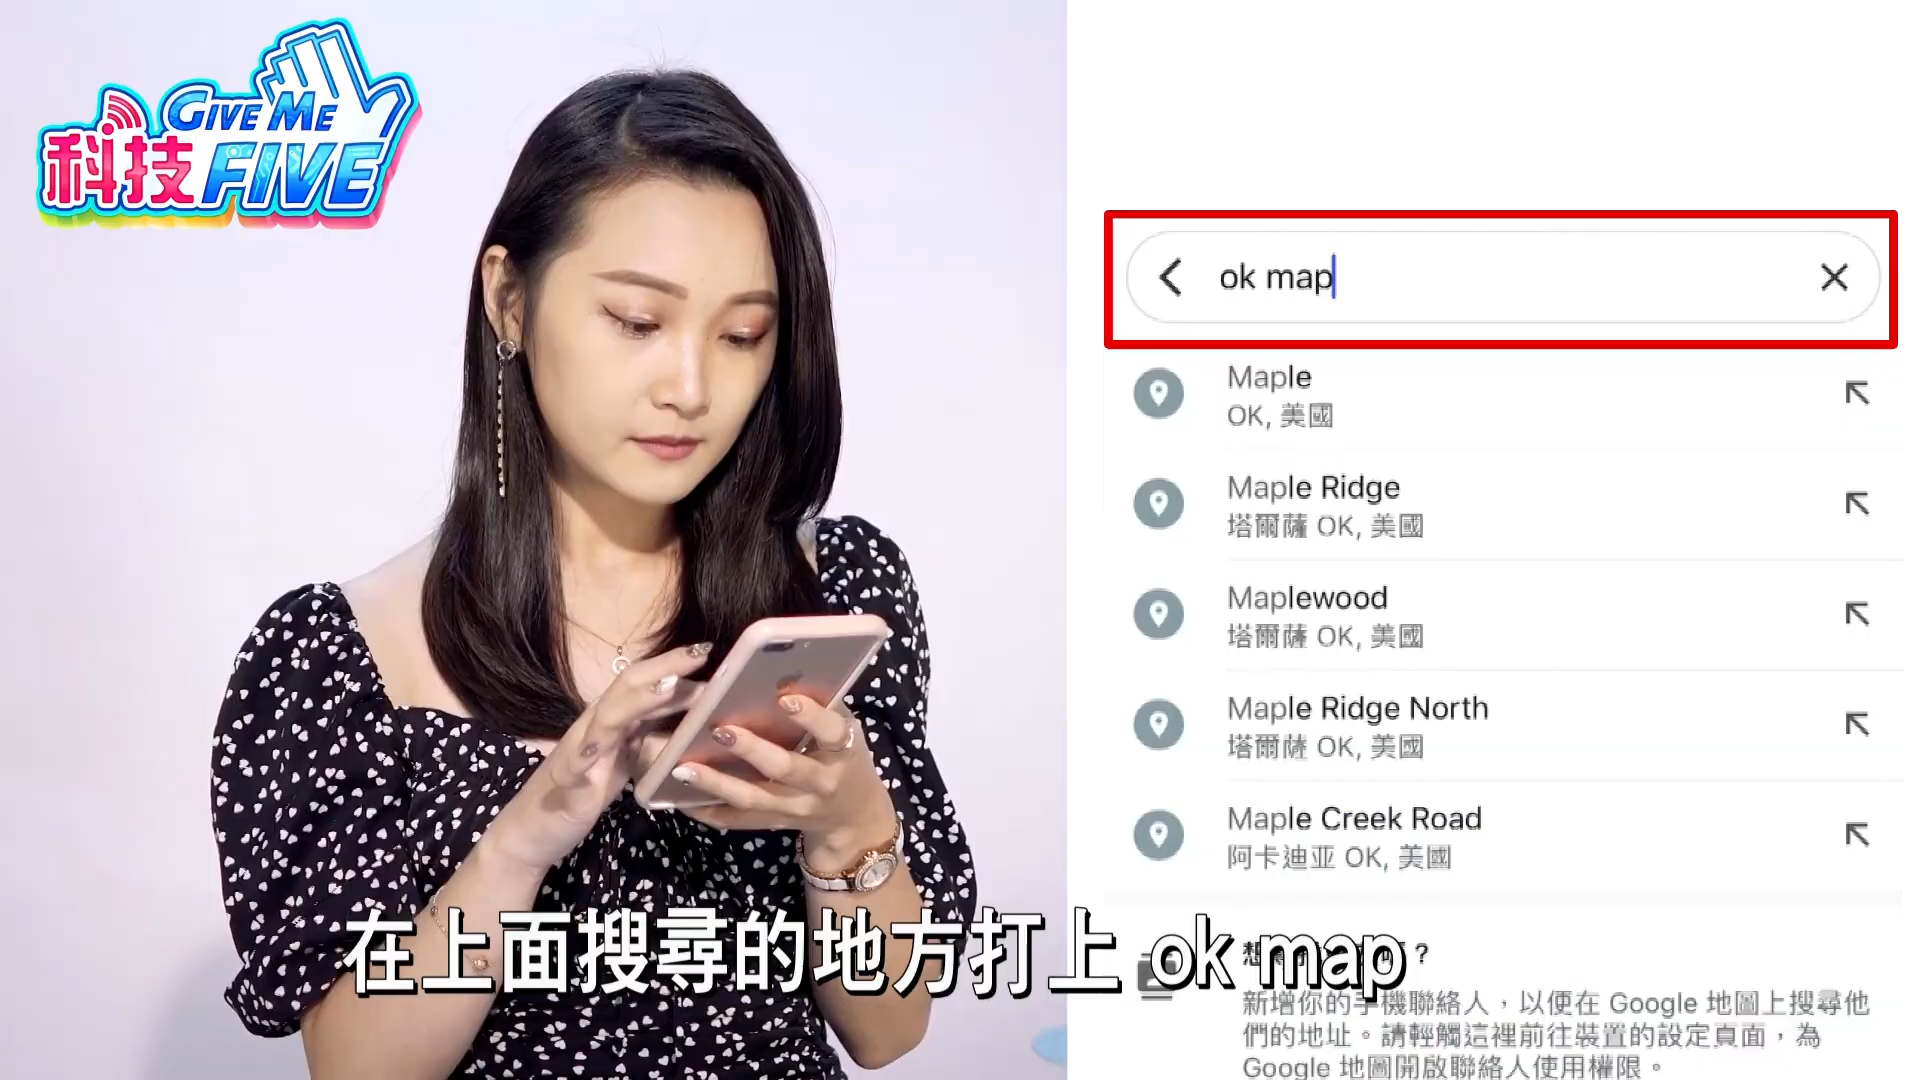 GIVE ME
科技 FIVE
ok map
Maple
OK, 美國
Maple Ridge
塔爾薩 OK, 美國
Maplewood
塔爾薩 OK, 美國
Maple Ridge North
塔爾薩 OK, 美國
Maple Creek Road
阿卡迪亚 OK, 美國
在上面搜尋的地方打上 ok map
新增你的手機聯絡人，以便在 Google 地圖上搜尋他
們的地址。請輕觸這裡前往裝置的設定頁面，為
Google 地圖開啟聯絡人使用權限。